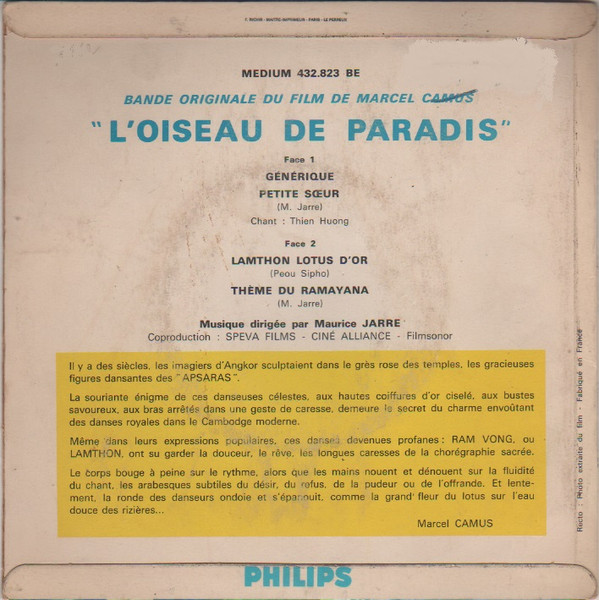 F. RICHIR - MAITRE-IMPRIMEUR - PARIS - LE PERREUX
MEDIUM 432.823 BE
BANDE ORIGINALE DU FILM DE MARCEL CAMUS
"L'OISEAU DE PARADIS"
Face 1
GÉNÉRIQUE
PETITE SŒUR
(M. Jarre)
Chant : Thien Huong
Face 2
LAMTHON LOTUS D'OR
(Peou Sipho)
THÈME DU RAMAYANA
(M. Jarre)
Musique dirigée par Maurice JARRE
Coproduction : SPEVA FILMS - CINÉ ALLIANCE - Filmsonor
Il y a des siècles, les imagiers d'Angkor sculptaient dans le grès rose des temples, les gracieuses
figures dansantes des "APSARAS".
La souriante énigme de ces danseuses célestes, aux hautes coiffures d'or ciselé, aux bustes
savoureux, aux bras arrêtés dans une geste de caresse, demeure le secret du charme envoûtant
des danses royales dans le Cambodge moderne.
Même dans leurs expressions populaires, ces danses devenues profanes : RAM VONG, ou
LAMTHON, ont su garder la douceur, le rêve, les longues caresses de la chorégraphie sacrée.
Le corps bouge à peine sur le rythme, alors que les mains nouent et dénouent sur la fluidité
du chant, les arabesques subtiles du désir, du refus, de la pudeur ou de l'offrande. Et lente-
ment, la ronde des danseurs ondoie et s'épanouit, comme la grand' fleur du lotus sur l'eau
douce des rizières...
Marcel CAMUS
Recto : Photo extraite du film - Fabriqué en France
PHILIPS